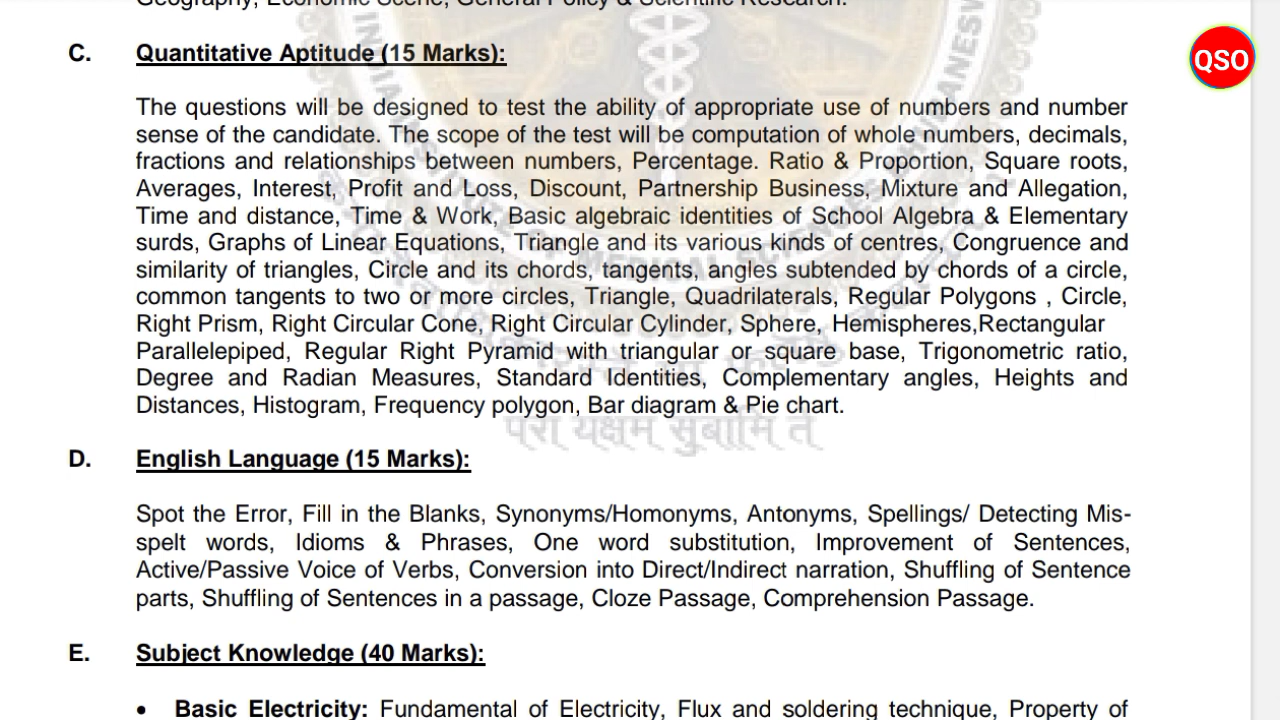 Geography, Economic Scene, General Policy & Scientific Research.
QSO
C. Quantitative Aptitude (15 Marks):
The questions will be designed to test the ability of appropriate use of numbers and number
sense of the candidate. The scope of the test will be computation of whole numbers, decimals,
fractions and relationships between numbers, Percentage. Ratio & Proportion, Square roots,
Averages, Interest, Profit and Loss, Discount, Partnership Business, Mixture and Allegation,
Time and distance, Time & Work, Basic algebraic identities of School Algebra & Elementary
surds, Graphs of Linear Equations, Triangle and its various kinds of centres, Congruence and
similarity of triangles, Circle and its chords, tangents, angles subtended by chords of a circle,
common tangents to two or more circles, Triangle, Quadrilaterals, Regular Polygons , Circle,
Right Prism, Right Circular Cone, Right Circular Cylinder, Sphere, Hemispheres,Rectangular
Parallelepiped, Regular Right Pyramid with triangular or square base, Trigonometric ratio,
Degree and Radian Measures, Standard Identities, Complementary angles, Heights and
Distances, Histogram, Frequency polygon, Bar diagram & Pie chart.
D. English Language (15 Marks):
Spot the Error, Fill in the Blanks, Synonyms/Homonyms, Antonyms, Spellings/ Detecting Mis-
spelt words, Idioms & Phrases, One word substitution, Improvement of Sentences,
Active/Passive Voice of Verbs, Conversion into Direct/Indirect narration, Shuffling of Sentence
parts, Shuffling of Sentences in a passage, Cloze Passage, Comprehension Passage.
E. Subject Knowledge (40 Marks):
• Basic Electricity: Fundamental of Electricity, Flux and soldering technique, Property of